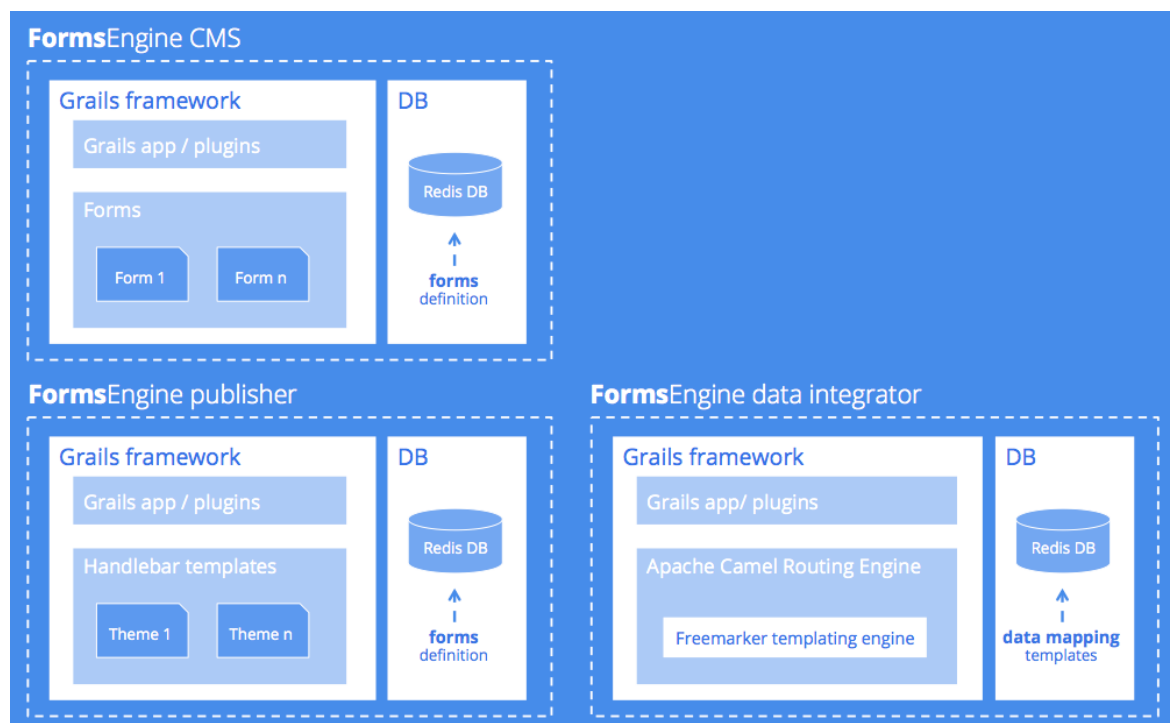 FormsEngine CMS
Grails framework
Grails app / plugins
Forms
Form 1
Form n
DB
Redis DB
forms
definition
FormsEngine publisher
Grails framework
Grails app / plugins
Handlebar templates
Theme 1
Theme n
DB
Redis DB
forms
definition
FormsEngine data integrator
Grails framework
Grails app/ plugins
Apache Camel Routing Engine
Freemarker templating engine
DB
Redis DB
data mapping
templates